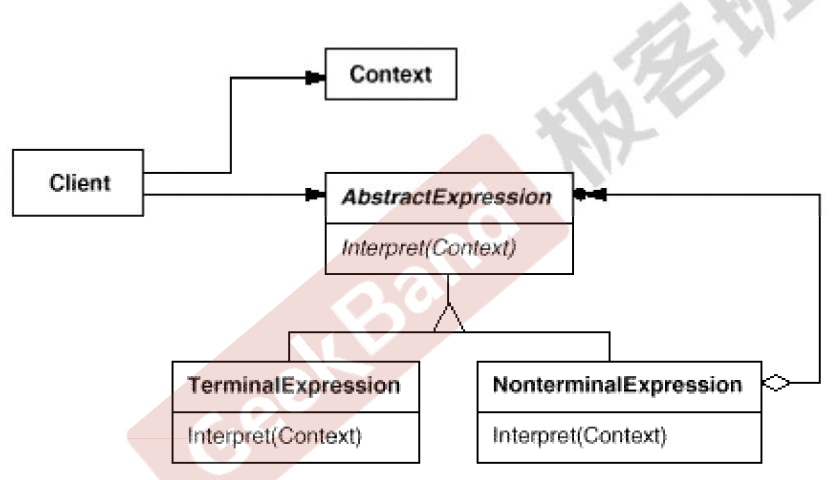 Context
Client
AbstractExpression
Interpret(Context)
TerminalExpression
Interpret(Context)
NonterminalExpression
Interpret(Context)
GeekBand
极客班